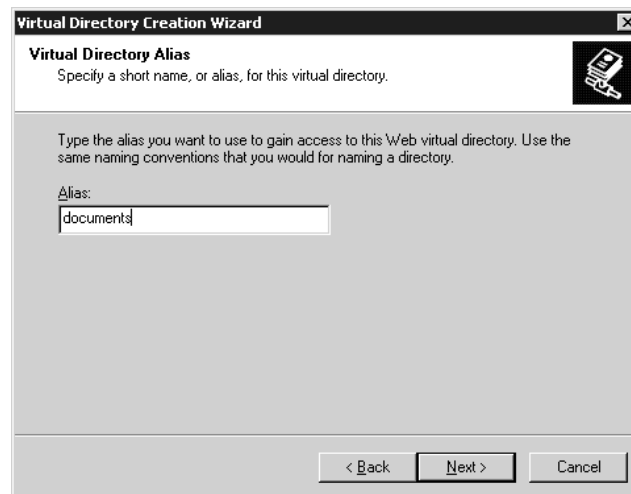 Virtual Directory Creation Wizard
Virtual Directory Alias
Specify a short name, or alias, for this virtual directory.
Type the alias you want to use to gain access to this Web virtual directory. Use the
same naming conventions that you would for naming a directory.
Alias:
documents
< Back Next > Cancel